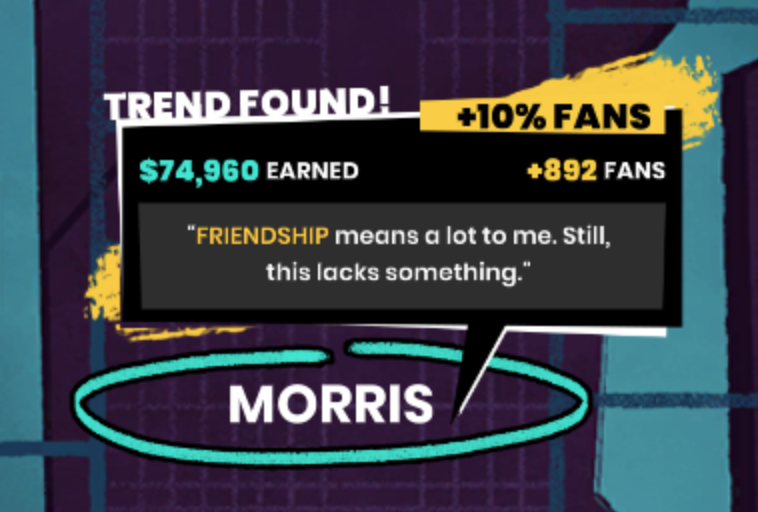 TREND FOUND!
+10% FANS
$74,960 EARNED
+892 FANS
"FRIENDSHIP means a lot to me. Still,
this lacks something."
MORRIS